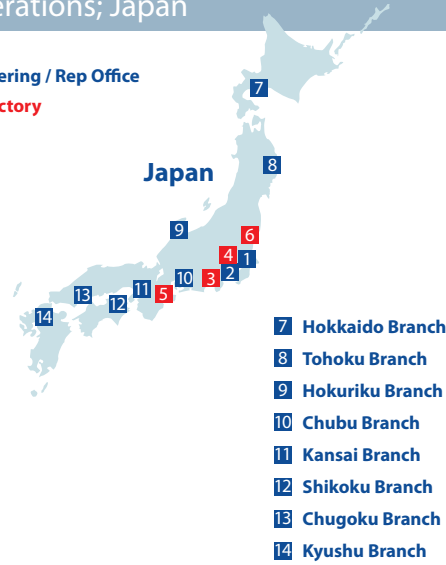 erations; Japan
ering / Rep Office
ctory
7
Japan
8
9
6
4
1
2
10
3
11
5
13
12
14
7 Hokkaido Branch
8 Tohoku Branch
9 Hokuriku Branch
10 Chubu Branch
11 Kansai Branch
12 Shikoku Branch
13 Chugoku Branch
14 Kyushu Branch